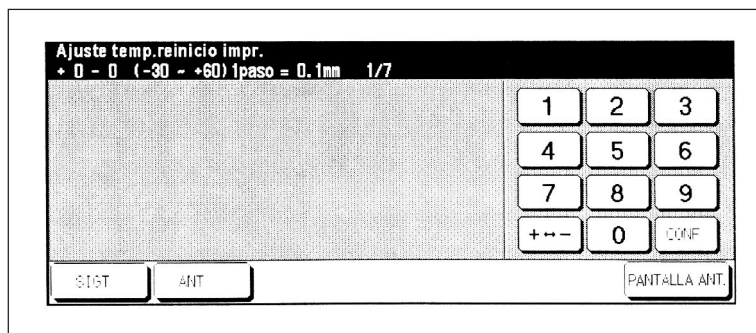 Ajuste temp.reinicio impr.
+ 0 - 0 (-30 ~ +60) 1paso = 0.1mm 1/7
1 2 3
4 5 6
7 8 9
+↔- 0 CONF
SIGT ANT PANTALLA ANT.